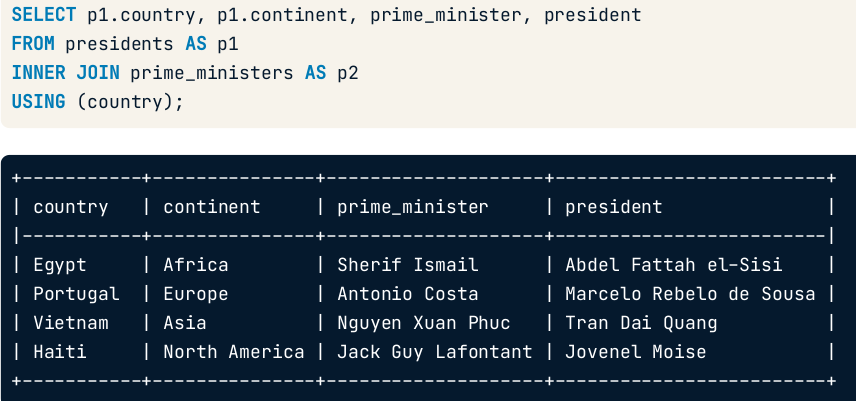 SELECT p1.country, p1.continent, prime_minister, president
FROM presidents AS p1
INNER JOIN prime_ministers AS p2
USING (country);
+-----------+---------------+--------------------+-------------------------+
| country   | continent     | prime_minister     | president               |
|-----------+---------------+--------------------+-------------------------|
| Egypt     | Africa        | Sherif Ismail      | Abdel Fattah el-Sisi    |
| Portugal  | Europe        | Antonio Costa      | Marcelo Rebelo de Sousa |
| Vietnam   | Asia          | Nguyen Xuan Phuc   | Tran Dai Quang          |
| Haiti     | North America | Jack Guy Lafontant | Jovenel Moise           |
+-----------+---------------+--------------------+-------------------------+